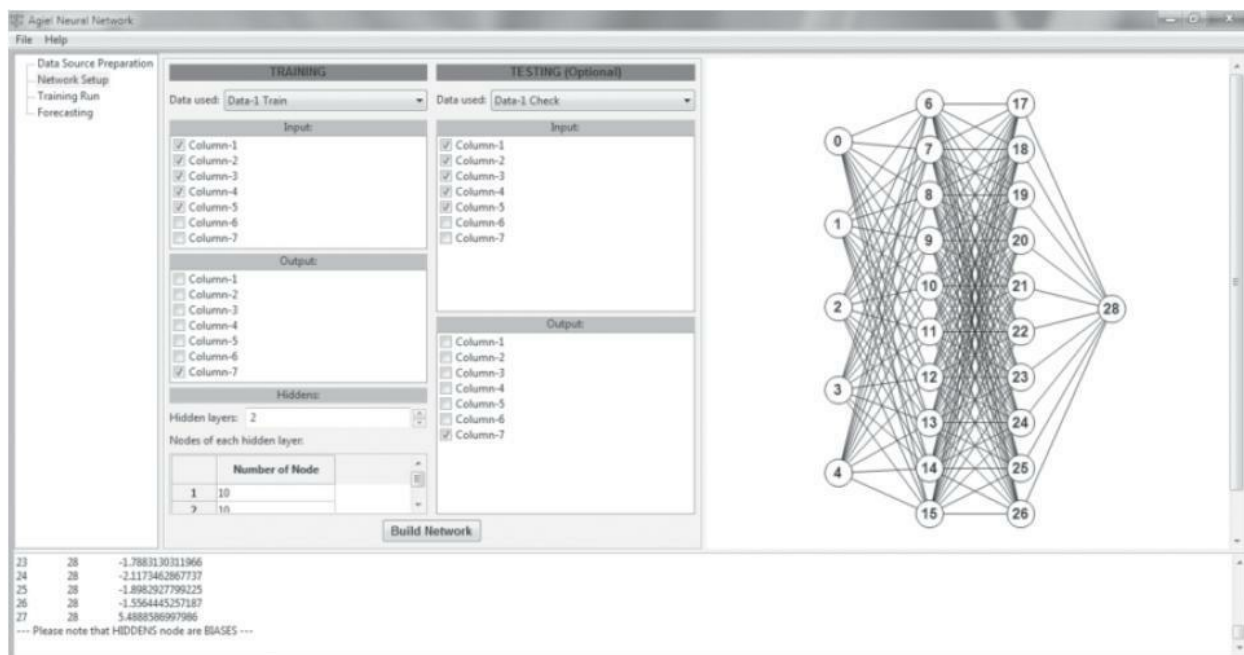 Agiel Neural Network
File Help
Data Source Preparation
Network Setup
Training Run
Forecasting
TRAINING
Data used: Data-1 Train
Input:
Column-1
Column-2
Column-3
Column-4
Column-5
Column-6
Column-7
Output:
Column-1
Column-2
Column-3
Column-4
Column-5
Column-6
Column-7
Hiddens:
Hidden layers: 2
Nodes of each hidden layer:
Number of Node
1 10
2 10
TESTING (Optional)
Data used: Data-1 Check
Input:
Column-1
Column-2
Column-3
Column-4
Column-5
Column-6
Column-7
Output:
Column-1
Column-2
Column-3
Column-4
Column-5
Column-6
Column-7
Build Network
0
1
2
3
4
6
7
8
9
10
11
12
13
14
15
17
18
19
20
21
22
23
24
25
26
28
23 28 -1.7883130311966
24 28 -2.1173462867737
25 28 -1.8982927799225
26 28 -1.5564445257187
27 28 5.4888586997986
--- Please note that HIDDENS node are BIASES ---